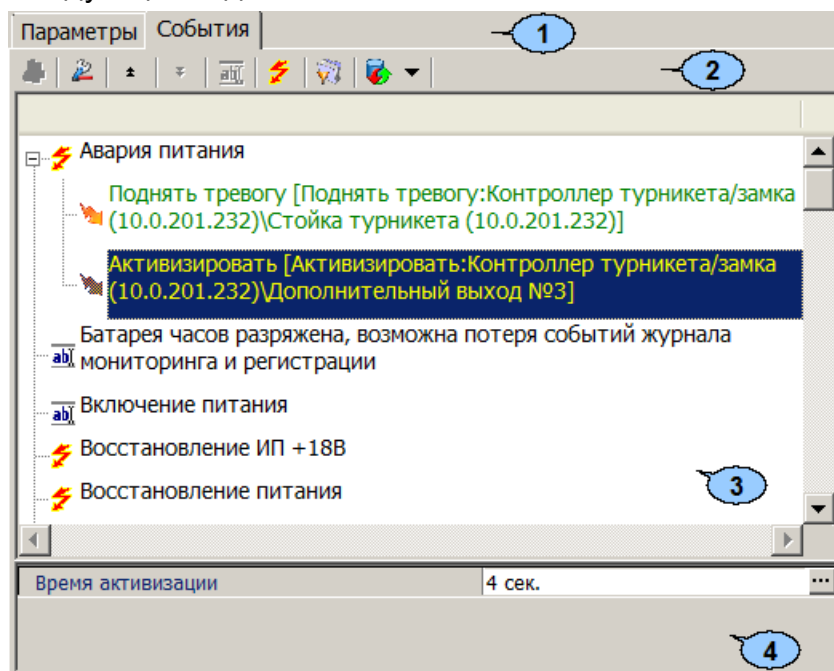 Параметры События
1
2
Авария питания
Поднять тревогу [Поднять тревогу:Контроллер турникета/замка
(10.0.201.232)\Стойка турникета (10.0.201.232)]
Активизировать [Активизировать:Контроллер турникета/замка
(10.0.201.232)\Дополнительный выход №3]
Батарея часов разряжена, возможна потеря событий журнала
мониторинга и регистрации
Включение питания
Восстановление ИП +18В
Восстановление питания
3
Время активизации 4 сек. ...
4